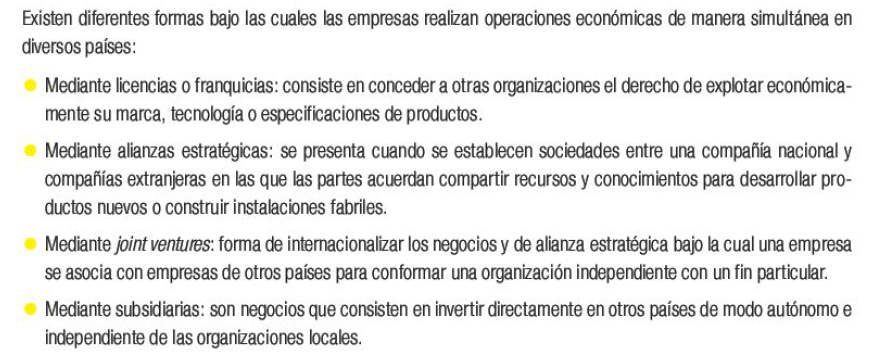 Existen diferentes formas bajo las cuales las empresas realizan operaciones económicas de manera simultánea en
diversos países:
Mediante licencias o franquicias: consiste en conceder a otras organizaciones el derecho de explotar económica-
mente su marca, tecnología o especificaciones de productos.
Mediante alianzas estratégicas: se presenta cuando se establecen sociedades entre una compañía nacional y
compañías extranjeras en las que las partes acuerdan compartir recursos y conocimientos para desarrollar pro-
ductos nuevos o construir instalaciones fabriles.
Mediante joint ventures: forma de internacionalizar los negocios y de alianza estratégica bajo la cual una empresa
se asocia con empresas de otros países para conformar una organización independiente con un fin particular.
Mediante subsidiarias: son negocios que consisten en invertir directamente en otros países de modo autónomo e
independiente de las organizaciones locales.